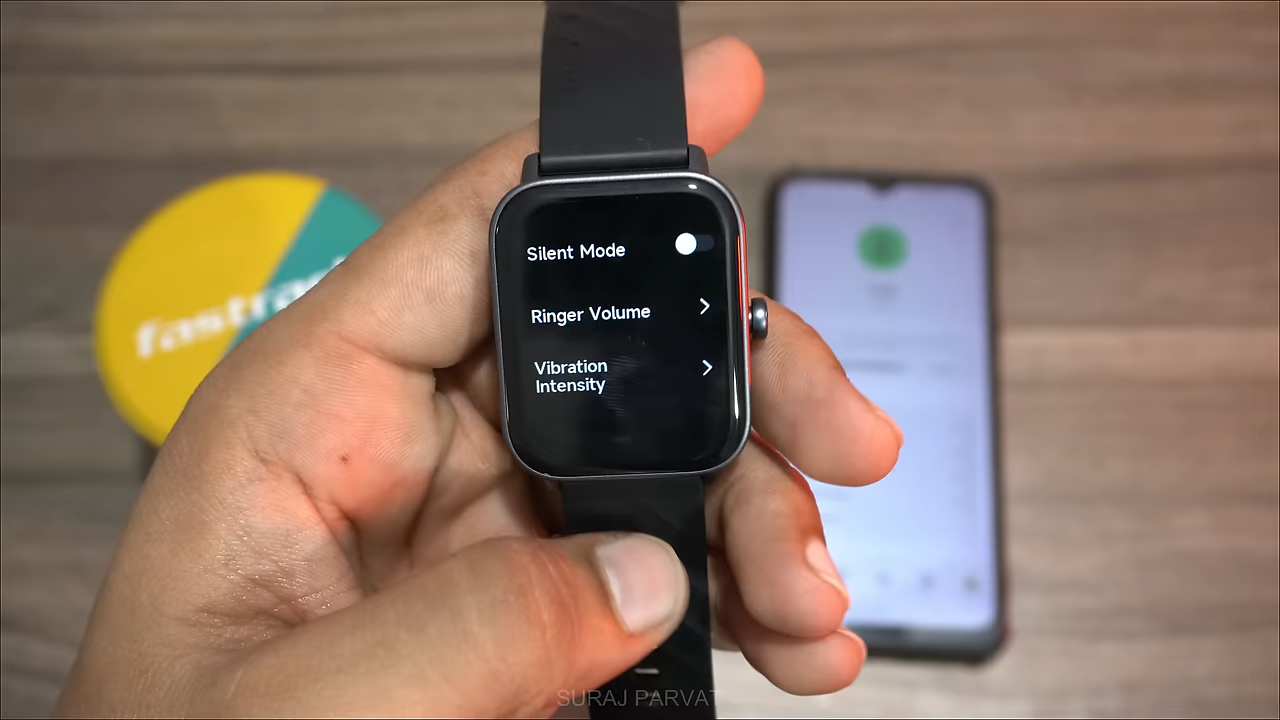 Silent Mode
Ringer Volume
Vibration
Intensity
SURAJ PARVAT